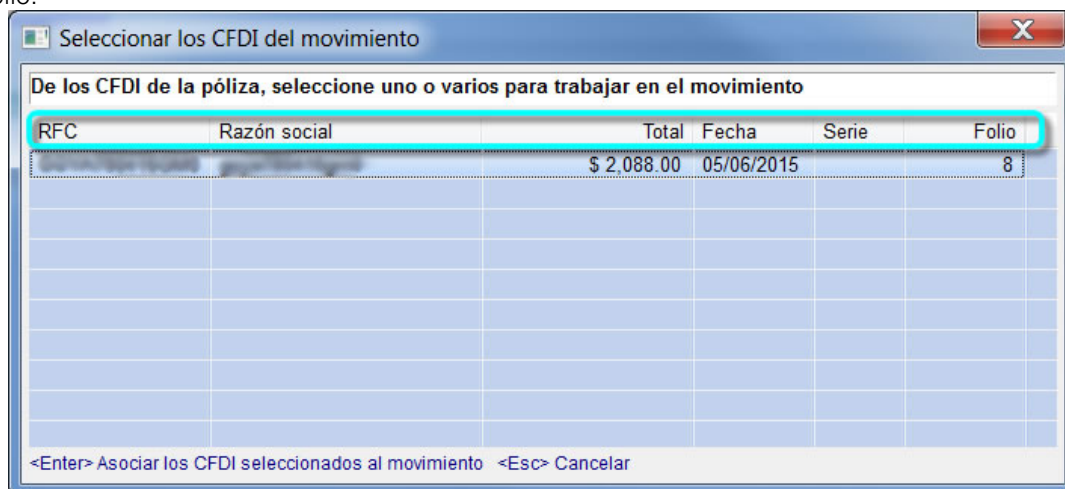 Seleccionar los CFDI del movimiento
De los CFDI de la póliza, seleccione uno o varios para trabajar en el movimiento
RFC Razón social Total Fecha Serie Folio
$ 2,088.00 05/06/2015 8
<Enter> Asociar los CFDI seleccionados al movimiento <Esc> Cancelar